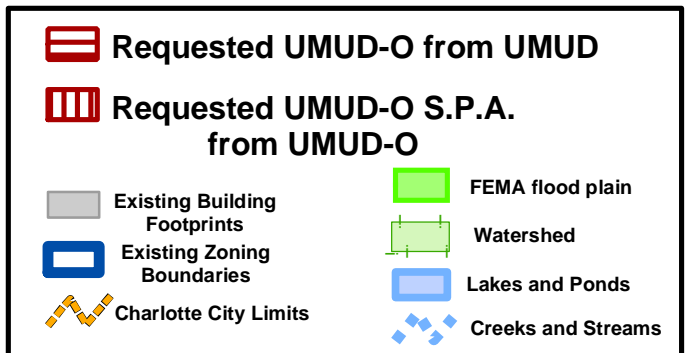 Requested UMUD-O from UMUD
Requested UMUD-O S.P.A.
from UMUD-O
Existing Building
Footprints
Existing Zoning
Boundaries
Charlotte City Limits
FEMA flood plain
Watershed
Lakes and Ponds
Creeks and Streams